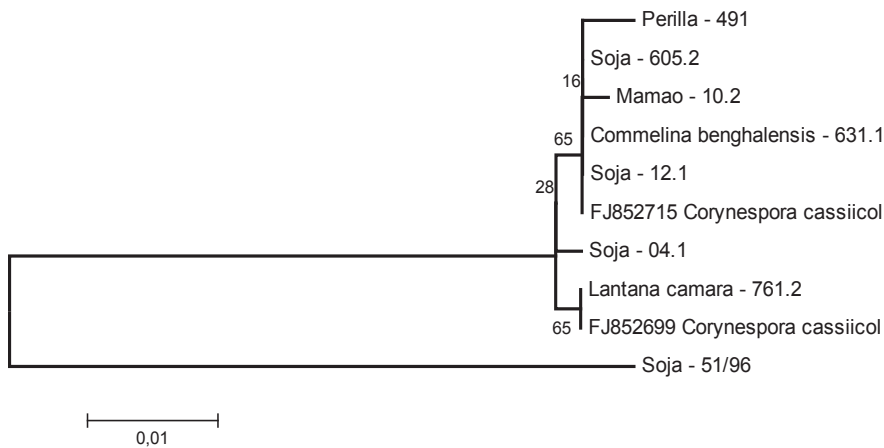 Perilla - 491
Soja - 605.2
16
Mamao - 10.2
Commelina benghalensis - 631.1
65
Soja - 12.1
28
FJ852715 Corynespora cassiicol
Soja - 04.1
Lantana camara - 761.2
65
FJ852699 Corynespora cassiicol
Soja - 51/96
0,01